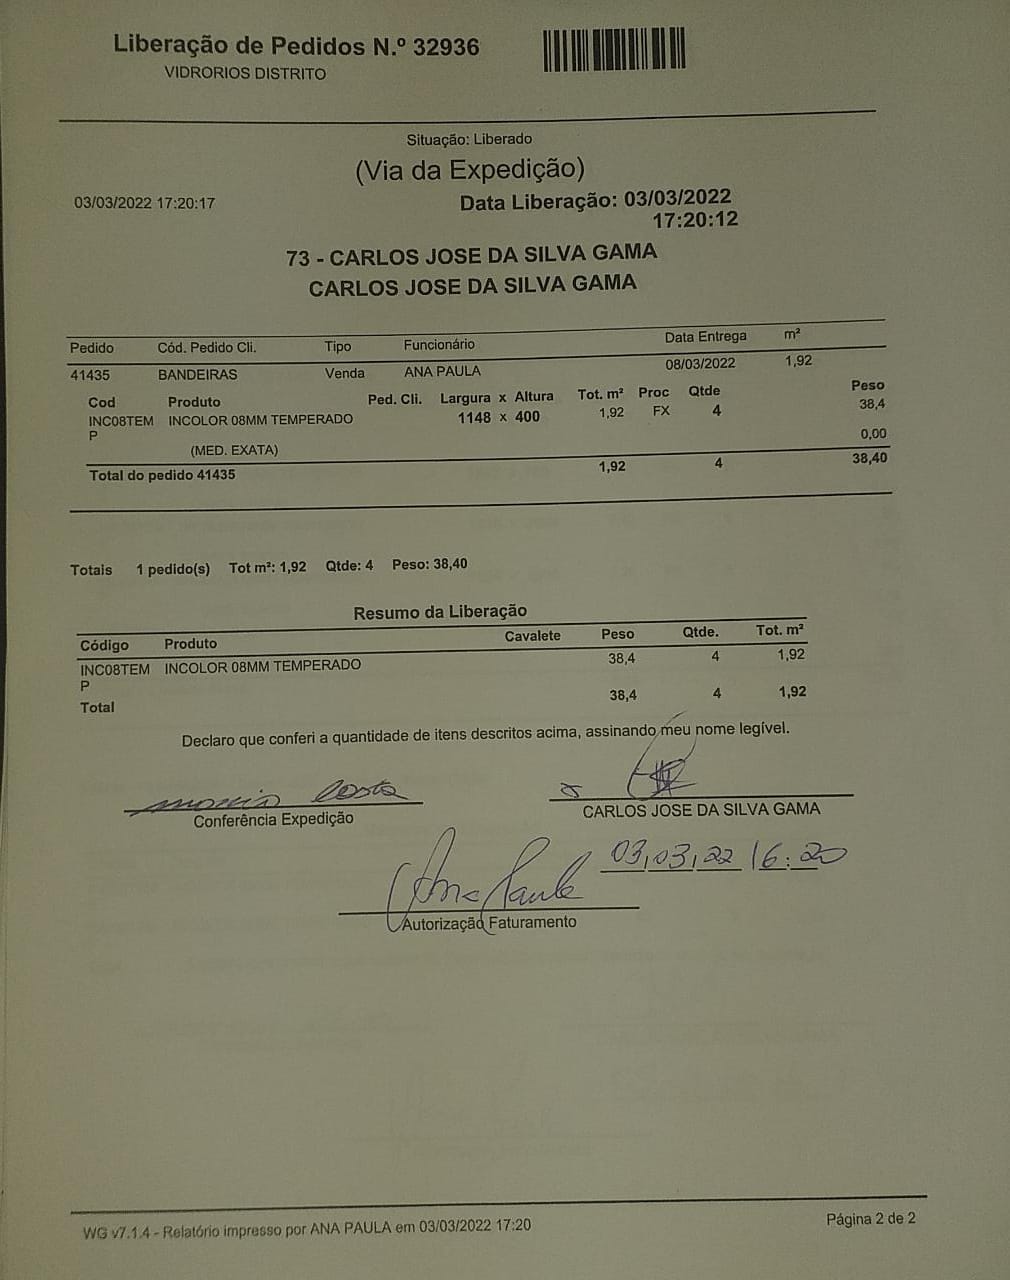 Liberação de Pedidos N.º 32936
VIDRORIOS DISTRITO
Situação: Liberado
(Via da Expedição)
03/03/2022 17:20:17
Data Liberação: 03/03/2022
17:20:12
73 - CARLOS JOSE DA SILVA GAMA
CARLOS JOSE DA SILVA GAMA
Pedido Cód. Pedido Cli. Tipo Funcionário Data Entrega m²
41435 BANDEIRAS Venda ANA PAULA 08/03/2022 1,92
Cod Produto Ped. Cli. Largura x Altura Tot. m² Proc Qtde Peso
INC08TEM INCOLOR 08MM TEMPERADO 1148 x 400 1,92 FX 4 38,4
P
(MED. EXATA) 0,00
Total do pedido 41435 1,92 4 38,40
Totais 1 pedido(s) Tot m²: 1,92 Qtde: 4 Peso: 38,40
Resumo da Liberação
Código Produto Cavalete Peso Qtde. Tot. m²
INC08TEM INCOLOR 08MM TEMPERADO 38,4 4 1,92
P
Total 38,4 4 1,92
Declaro que conferi a quantidade de itens descritos acima, assinando meu nome legível.
Costa
Conferência Expedição
CARLOS JOSE DA SILVA GAMA
03,03,22 16:20
Ana Paula
Autorização Faturamento
WG v7.1.4 - Relatório impresso por ANA PAULA em 03/03/2022 17:20
Página 2 de 2